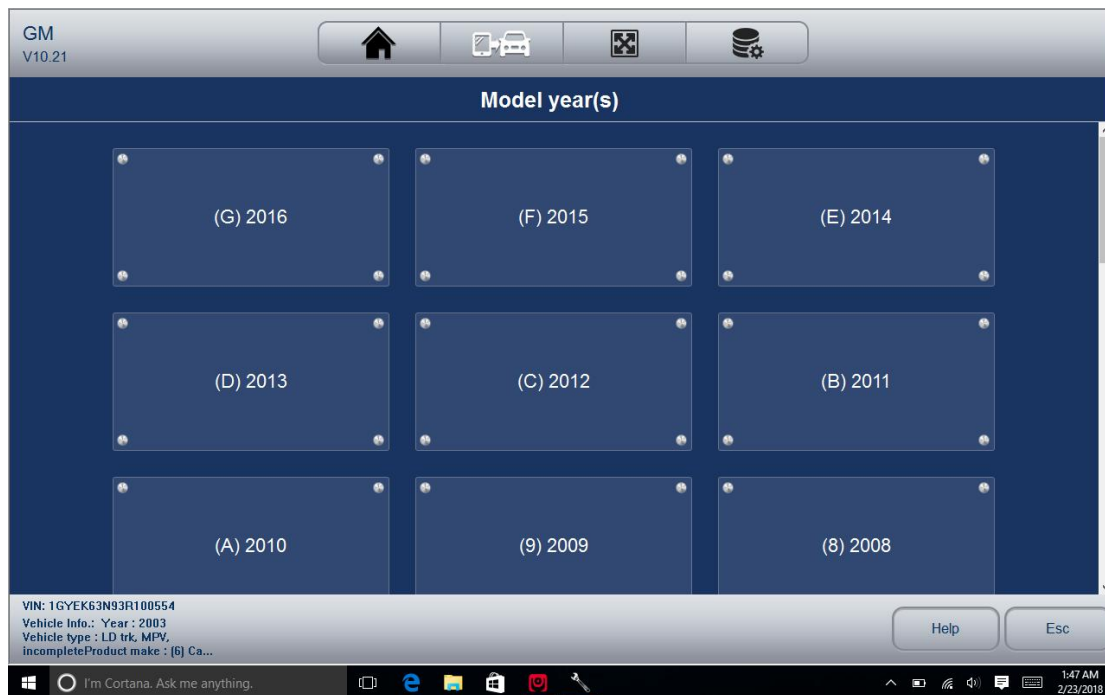 GM
V10.21
Model year(s)
(G) 2016
(F) 2015
(E) 2014
(D) 2013
(C) 2012
(B) 2011
(A) 2010
(9) 2009
(8) 2008
VIN: 1GYEK63N93R100554
Vehicle Info.: Year : 2003
Vehicle type : LD trk, MPV,
incompleteProduct make : (6) Ca...
Help
Esc
I'm Cortana. Ask me anything.
1:47 AM
2/23/2018